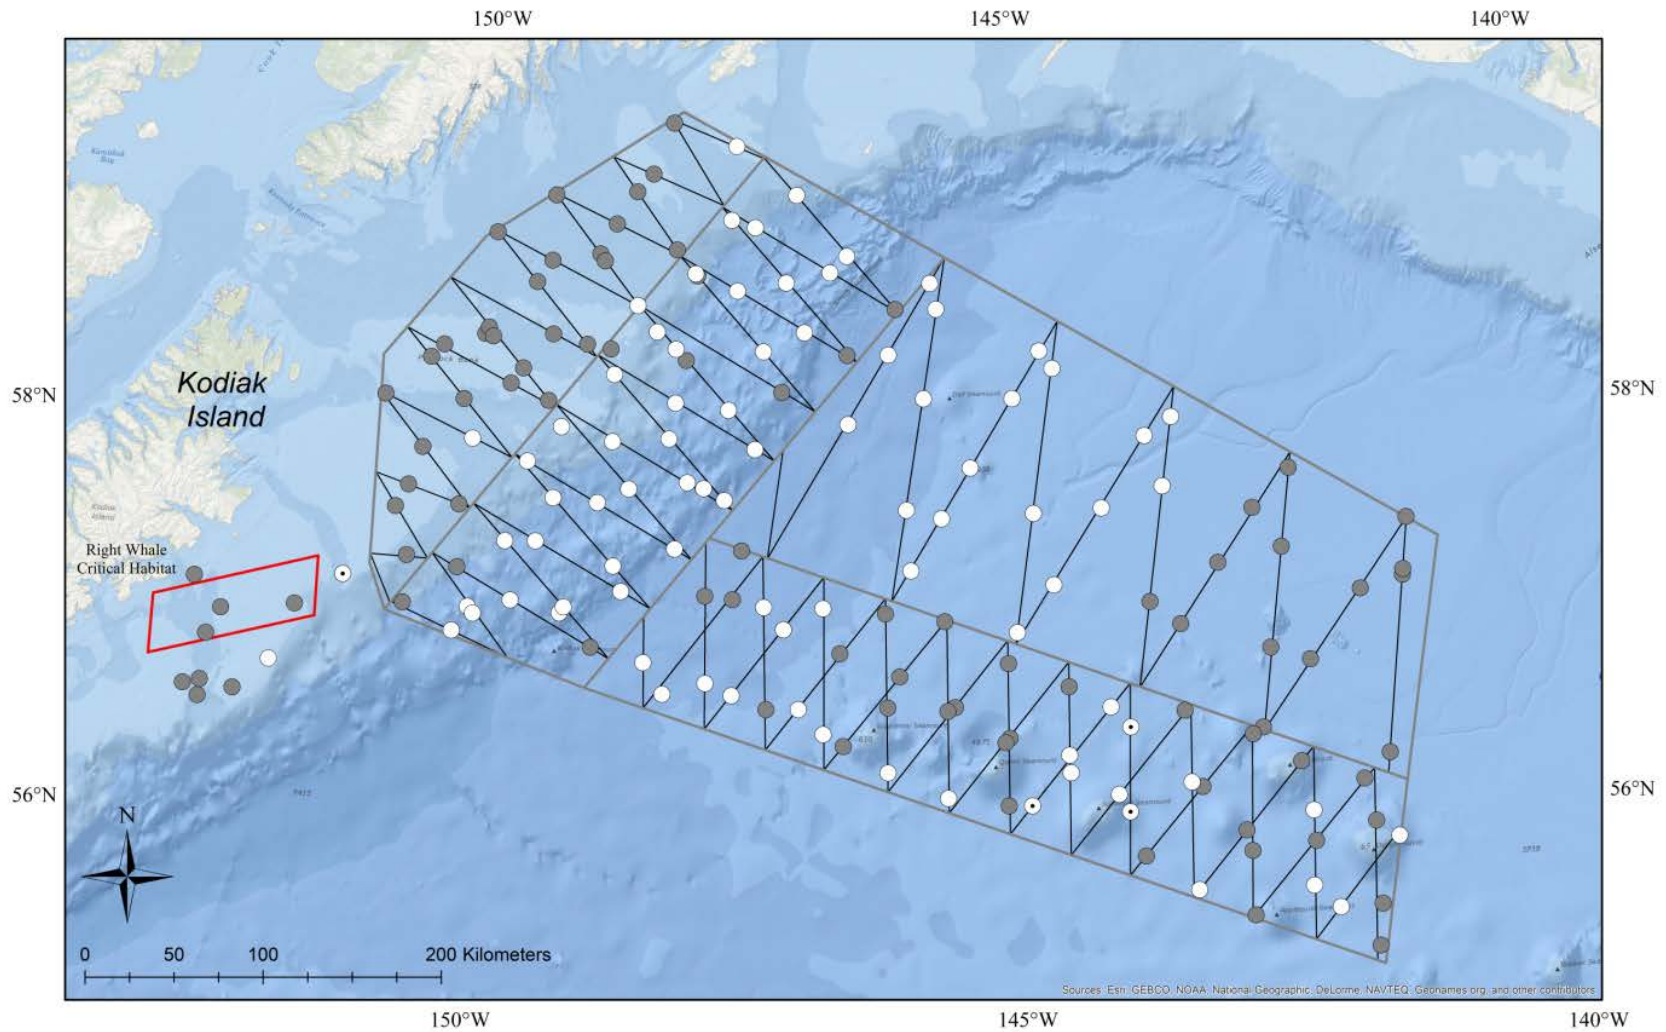 150°W 145°W 140°W
Kodiak
Island
58°N 58°N
Right Whale
Critical Habitat
56°N 56°N
N
0 50 100 200 Kilometers
Sources: Esri, GEBCO, NOAA, National Geographic, DeLorme, NAVTEQ, Geonames.org, and other contributors
150°W 145°W 140°W